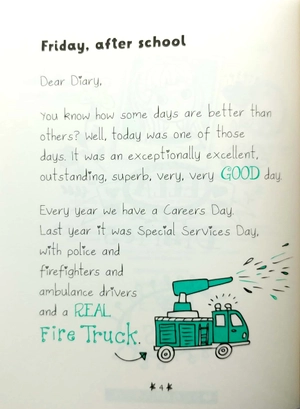 Friday, after school
Dear Diary,
You know how some days are better than
others? Well, today was one of those
days. It was an exceptionally excellent,
outstanding, superb, very, very GOOD day.
Every year we have a Careers Day.
Last year it was Special Services Day,
with police and
firefighters and
ambulance drivers
and a REAL
Fire Truck.
4